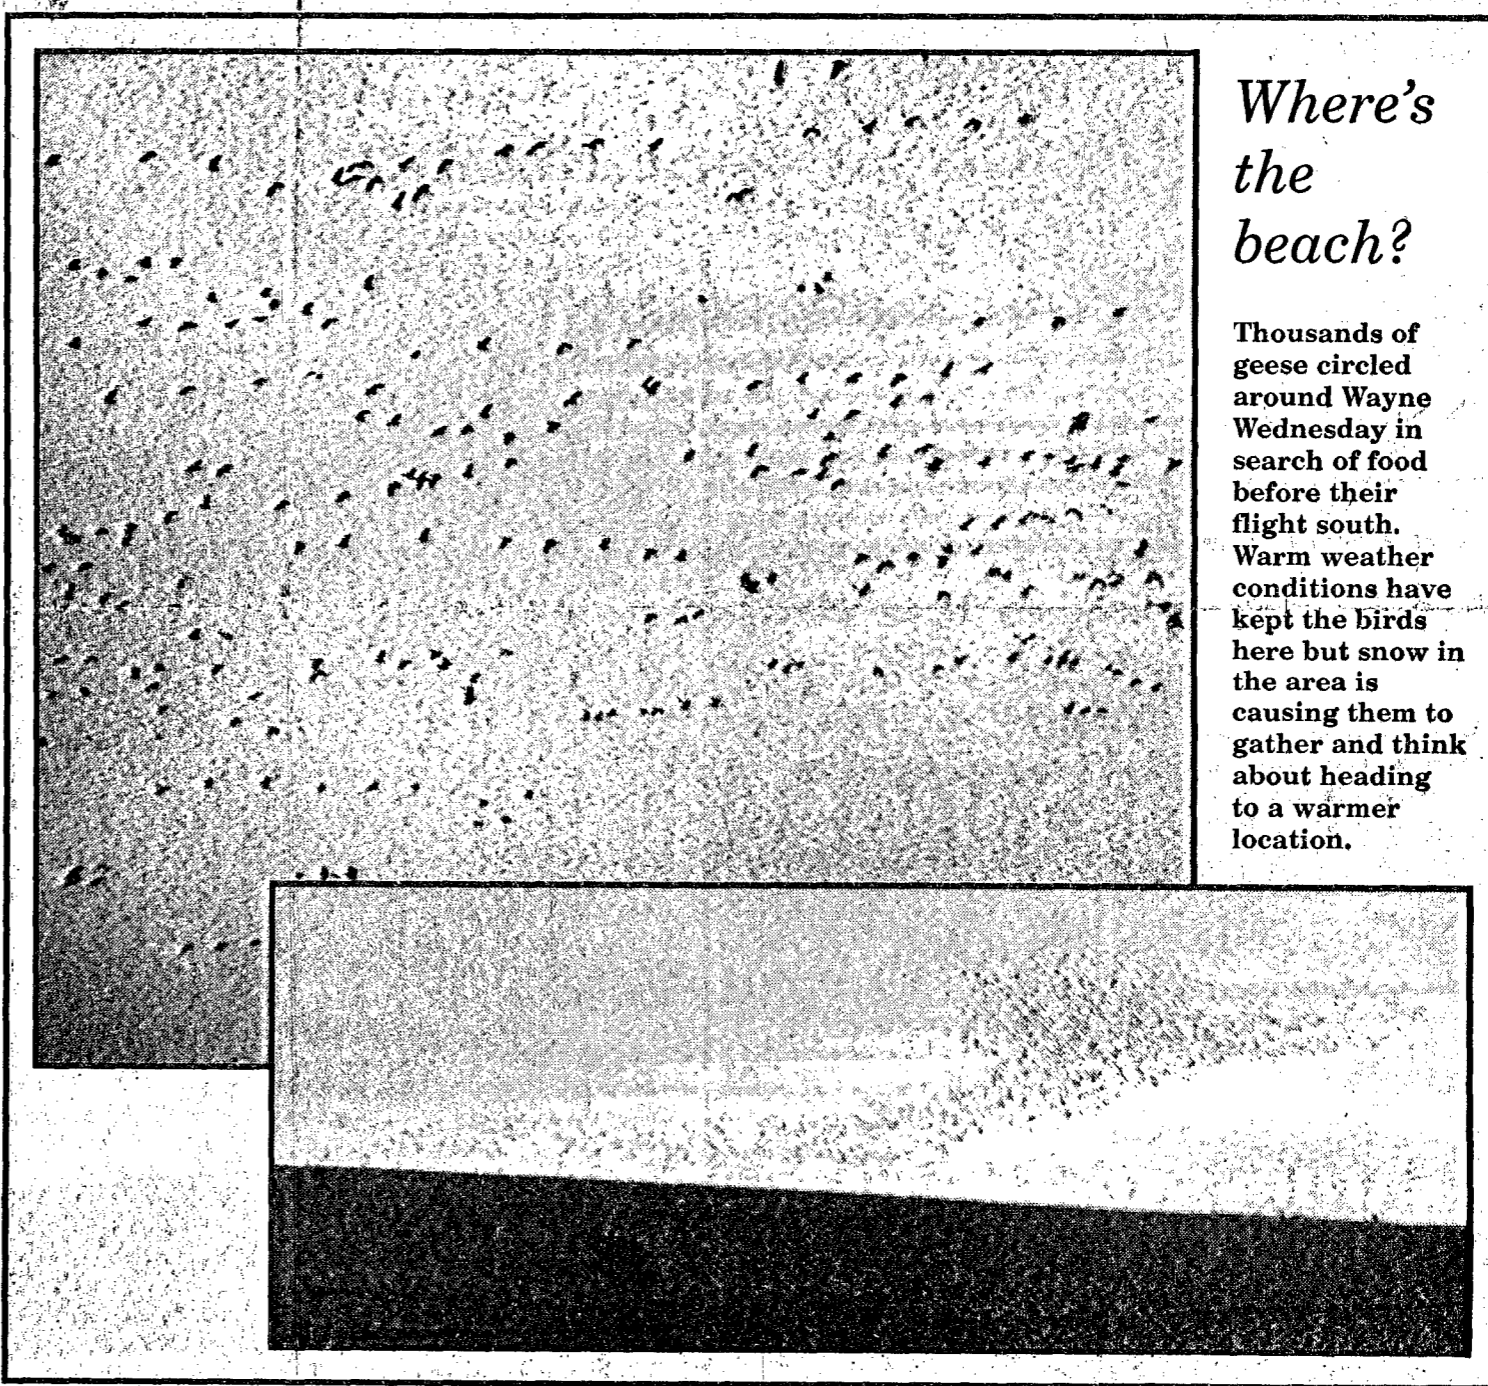 Where's
the
beach?
Thousands of
geese circled
around Wayne
Wednesday in
search of food
before their
flight south.
Warm weather
conditions have
kept the birds
here but snow in
the area is
causing them to
gather and think
about heading
to a warmer
location.